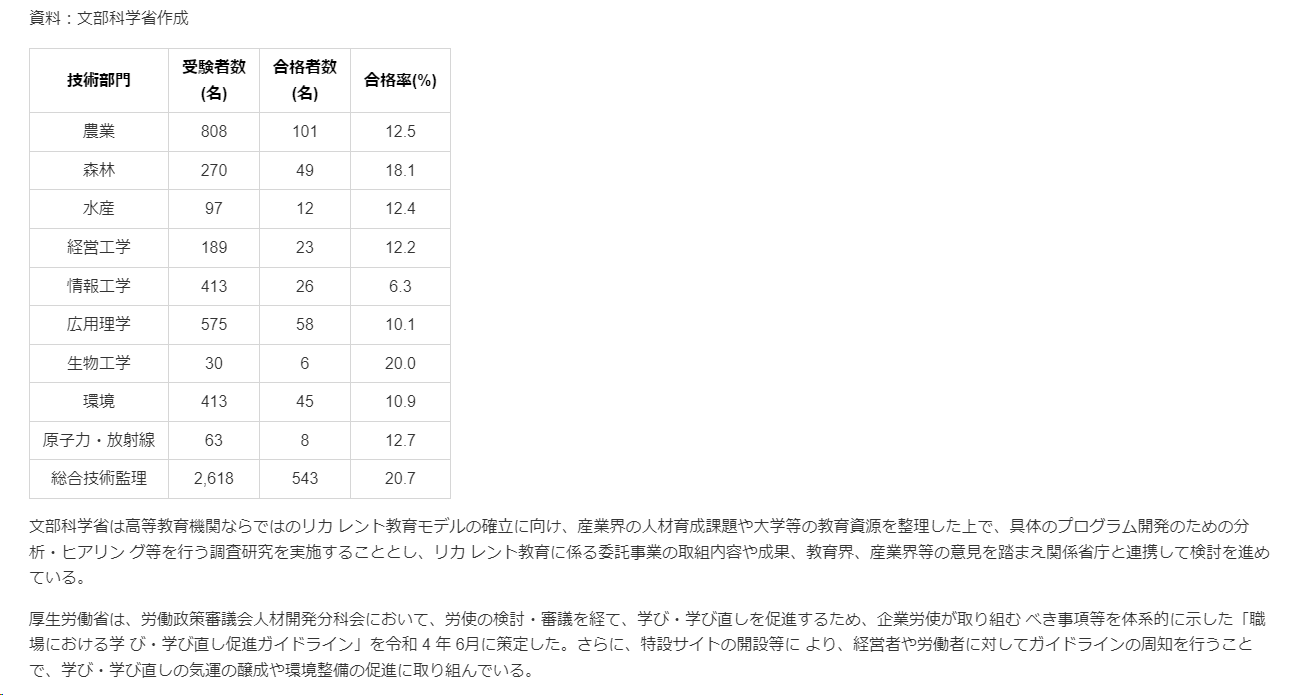 資料：文部科学省作成
技術部門 受験者数(名) 合格者数(名) 合格率(%)
農業 808 101 12.5
森林 270 49 18.1
水産 97 12 12.4
経営工学 189 23 12.2
情報工学 413 26 6.3
広用理学 575 58 10.1
生物工学 30 6 20.0
環境 413 45 10.9
原子力・放射線 63 8 12.7
総合技術監理 2,618 543 20.7
文部科学省は高等教育機関ならではのリカ レント教育モデルの確立に向け、産業界の人材育成課題や大学等の教育資源を整理した上で、具体のプログラム開発のための分
析・ヒアリン グ等を行う調査研究を実施することとし、リカ レント教育に係る委託事業の取組内容や成果、教育界、産業界等の意見を踏まえ関係省庁と連携して検討を進め
ている。
厚生労働省は、労働政策審議会人材開発分科会において、労使の検討・審議を経て、学び・学び直しを促進するため、企業労使が取り組む べき事項等を体系的に示した「職
場における学 び・学び直し促進ガイドライン」を令和 4 年 6月に策定した。さらに、特設サイトの開設等に より、経営者や労働者に対してガイドラインの周知を行うこと
で、学び・学び直しの気運の醸成や環境整備の促進に取り組んでいる。